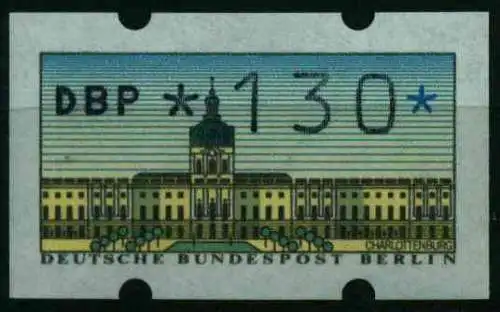 DBP *130*
CHARLOTTENBURG
DEUTSCHE BUNDESPOST BERLIN